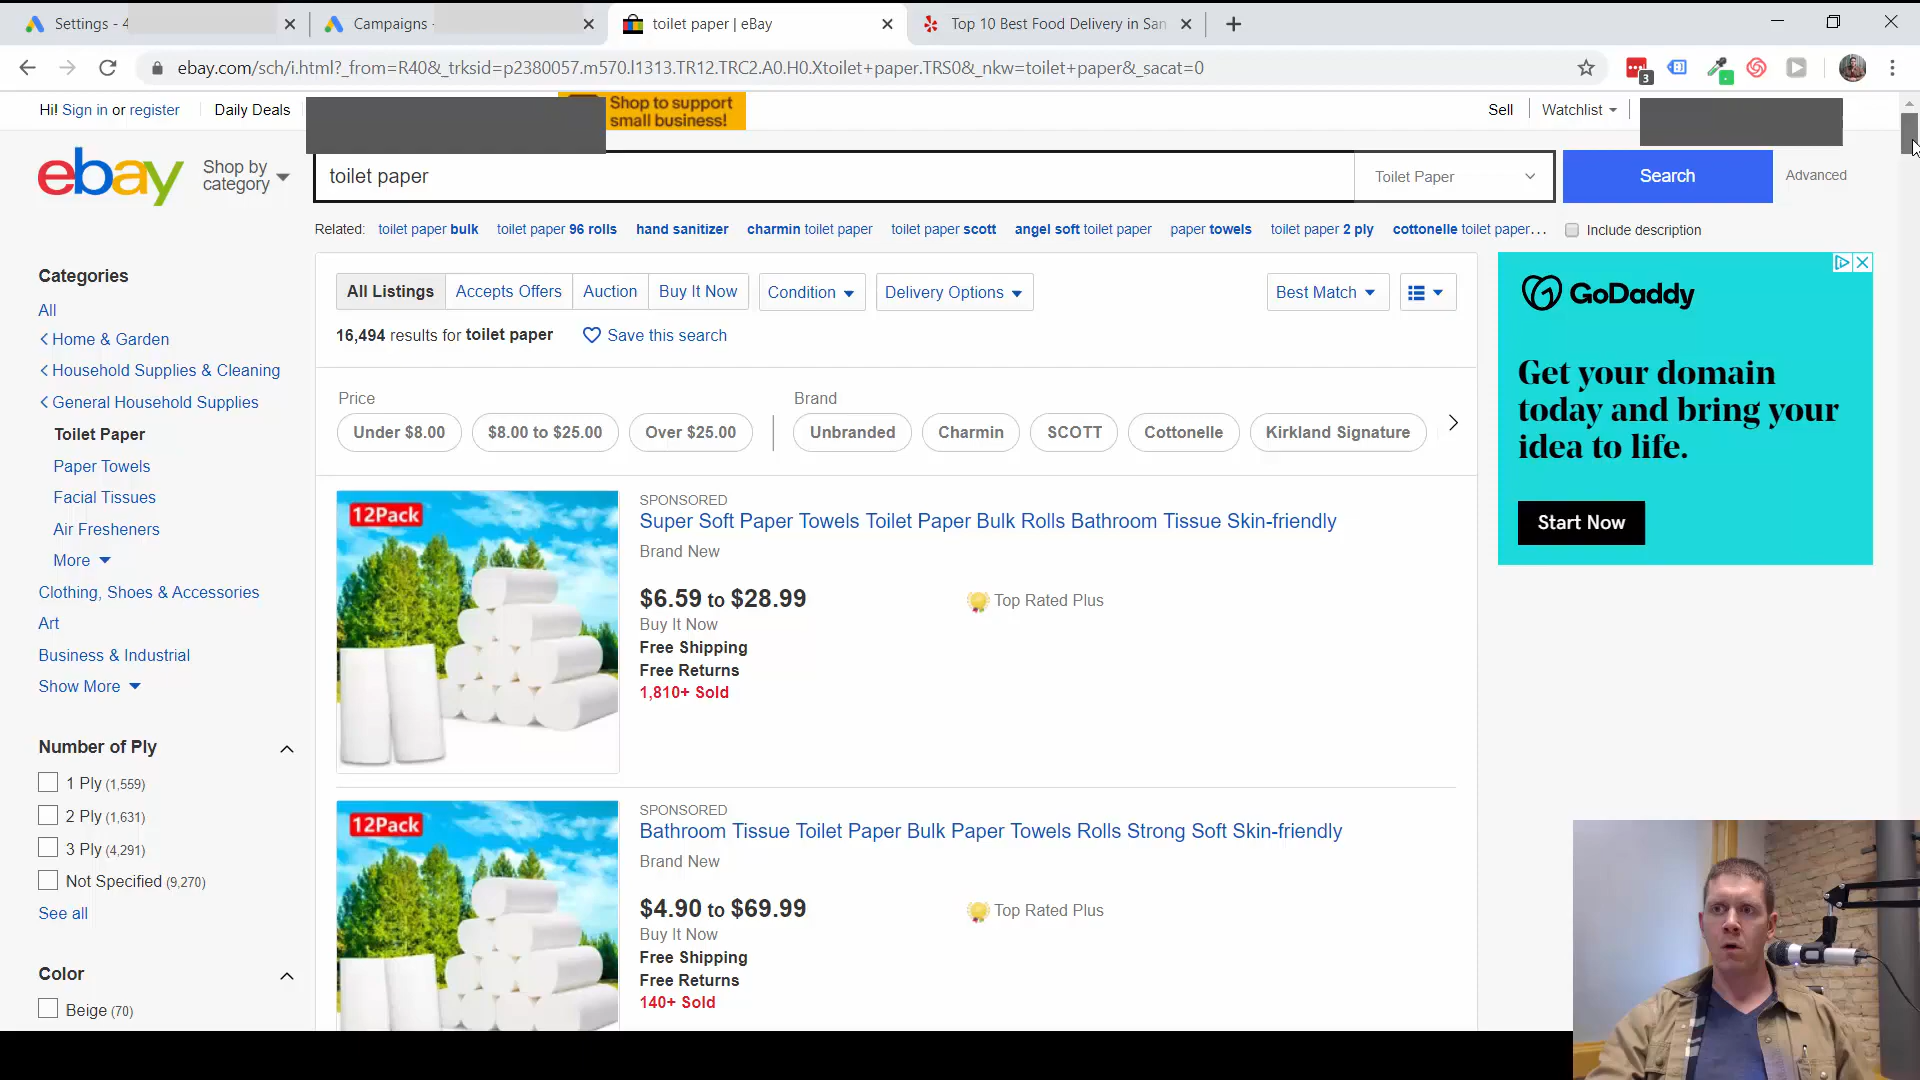 Settings - 4
Campaigns -
toilet paper | eBay
Top 10 Best Food Delivery in San
ebay.com/sch/i.html?_from=R40&_trksid=p2380057.m570.l1313.TR12.TRC2.A0.H0.Xtoilet+paper.TRS0&_nkw=toilet+paper&_sacat=0
3
Hi! Sign in or register
Daily Deals
Shop to support
small business!
Sell
Watchlist
ebay
Shop by
category
toilet paper
Toilet Paper
Search
Advanced
Related: toilet paper bulk toilet paper 96 rolls hand sanitizer charmin toilet paper toilet paper scott angel soft toilet paper paper towels toilet paper 2 ply cottonelle toilet paper...
Include description
Categories
All
Home & Garden
Household Supplies & Cleaning
General Household Supplies
Toilet Paper
Paper Towels
Facial Tissues
Air Fresheners
More
Clothing, Shoes & Accessories
Art
Business & Industrial
Show More
Number of Ply
1 Ply (1,559)
2 Ply (1,631)
3 Ply (4,291)
Not Specified (9,270)
See all
Color
Beige (70)
All Listings
Accepts Offers
Auction
Buy It Now
Condition
Delivery Options
Best Match
16,494 results for toilet paper
Save this search
Price
Under $8.00
$8.00 to $25.00
Over $25.00
Brand
Unbranded
Charmin
SCOTT
Cottonelle
Kirkland Signature
12Pack
SPONSORED
Super Soft Paper Towels Toilet Paper Bulk Rolls Bathroom Tissue Skin-friendly
Brand New
$6.59 to $28.99
Top Rated Plus
Buy It Now
Free Shipping
Free Returns
1,810+ Sold
12Pack
SPONSORED
Bathroom Tissue Toilet Paper Bulk Paper Towels Rolls Strong Soft Skin-friendly
Brand New
$4.90 to $69.99
Top Rated Plus
Buy It Now
Free Shipping
Free Returns
140+ Sold
GoDaddy
Get your domain
today and bring your
idea to life.
Start Now